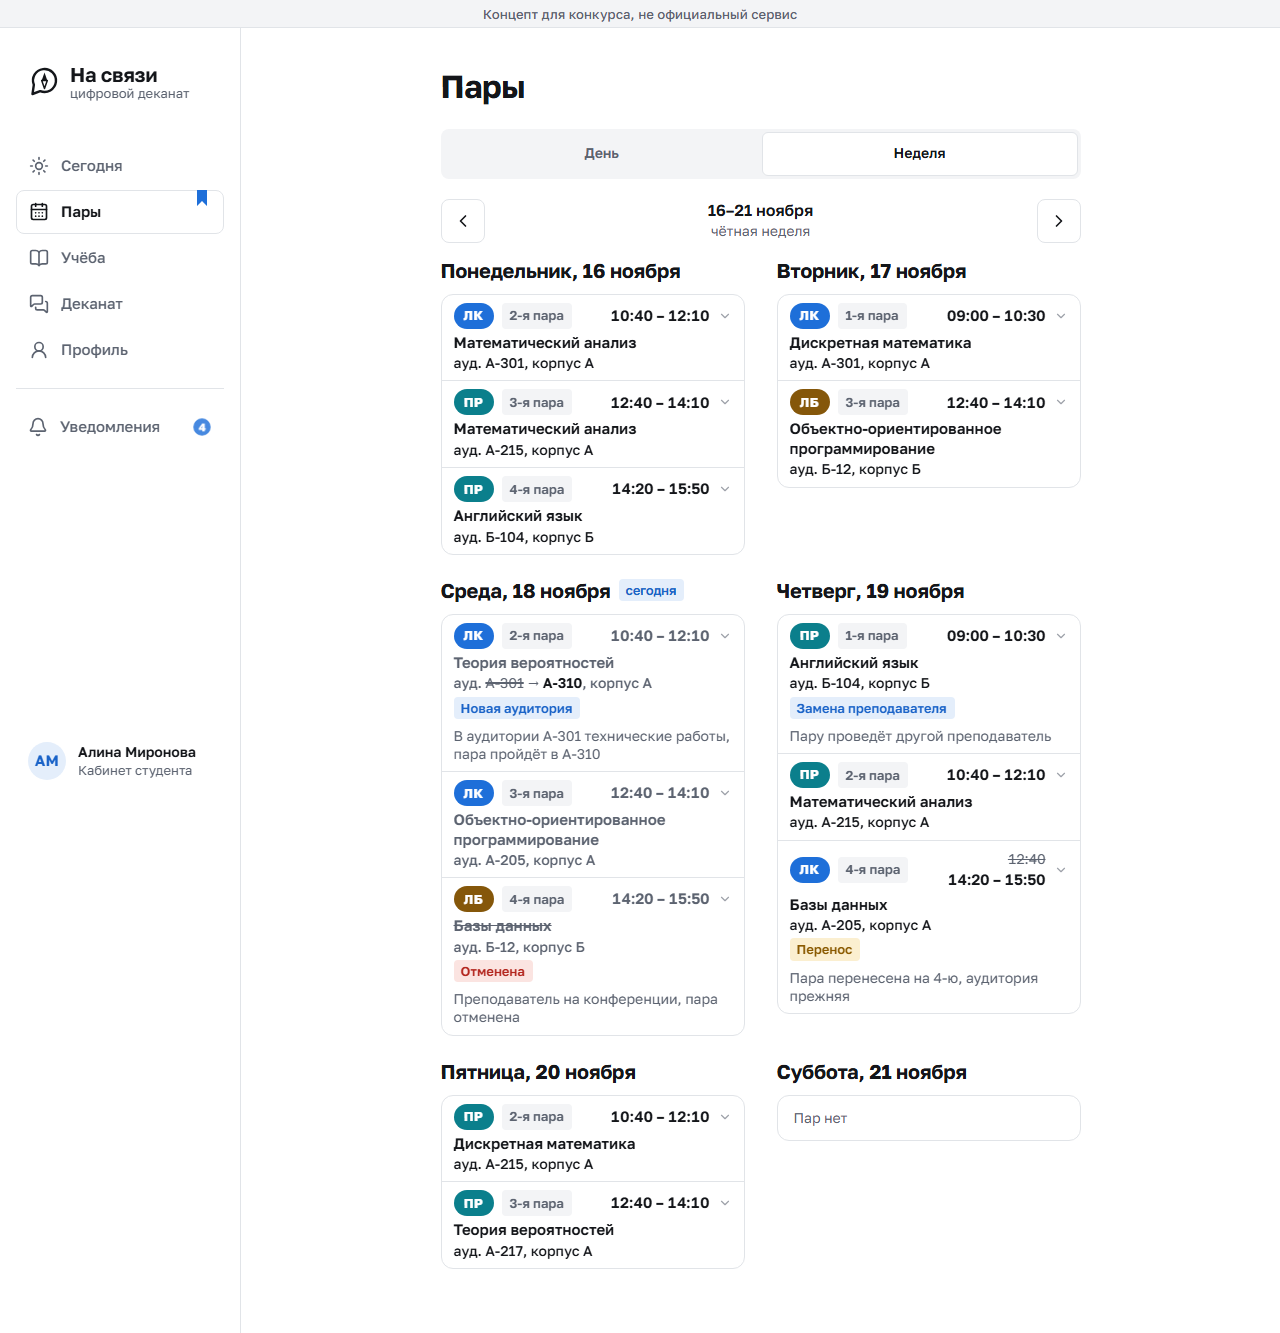 Концепт для конкурса, не официальный сервис
На связи
цифровой деканат
Сегодня
Пары
Учёба
Деканат
Профиль
Уведомления
4
АМ
Алина Миронова
Кабинет студента
Пары
День
Неделя
16–21 ноября
чётная неделя
Понедельник, 16 ноября
ЛК 2-я пара 10:40 – 12:10
Математический анализ
ауд. А-301, корпус А
ПР 3-я пара 12:40 – 14:10
Математический анализ
ауд. А-215, корпус А
ПР 4-я пара 14:20 – 15:50
Английский язык
ауд. Б-104, корпус Б
Вторник, 17 ноября
ЛК 1-я пара 09:00 – 10:30
Дискретная математика
ауд. А-301, корпус А
ЛБ 3-я пара 12:40 – 14:10
Объектно-ориентированное
программирование
ауд. Б-12, корпус Б
Среда, 18 ноября сегодня
ЛК 2-я пара 10:40 – 12:10
Теория вероятностей
ауд. А-301 → А-310, корпус А
Новая аудитория
В аудитории А-301 технические работы,
пара пройдёт в А-310
ЛК 3-я пара 12:40 – 14:10
Объектно-ориентированное
программирование
ауд. А-205, корпус А
ЛБ 4-я пара 14:20 – 15:50
Базы данных
ауд. Б-12, корпус Б
Отменена
Преподаватель на конференции, пара
отменена
Четверг, 19 ноября
ПР 1-я пара 09:00 – 10:30
Английский язык
ауд. Б-104, корпус Б
Замена преподавателя
Пару проведёт другой преподаватель
ПР 2-я пара 10:40 – 12:10
Математический анализ
ауд. А-215, корпус А
12:40
ЛК 4-я пара 14:20 – 15:50
Базы данных
ауд. А-205, корпус А
Перенос
Пара перенесена на 4-ю, аудитория
прежняя
Пятница, 20 ноября
ПР 2-я пара 10:40 – 12:10
Дискретная математика
ауд. А-215, корпус А
ПР 3-я пара 12:40 – 14:10
Теория вероятностей
ауд. А-217, корпус А
Суббота, 21 ноября
Пар нет